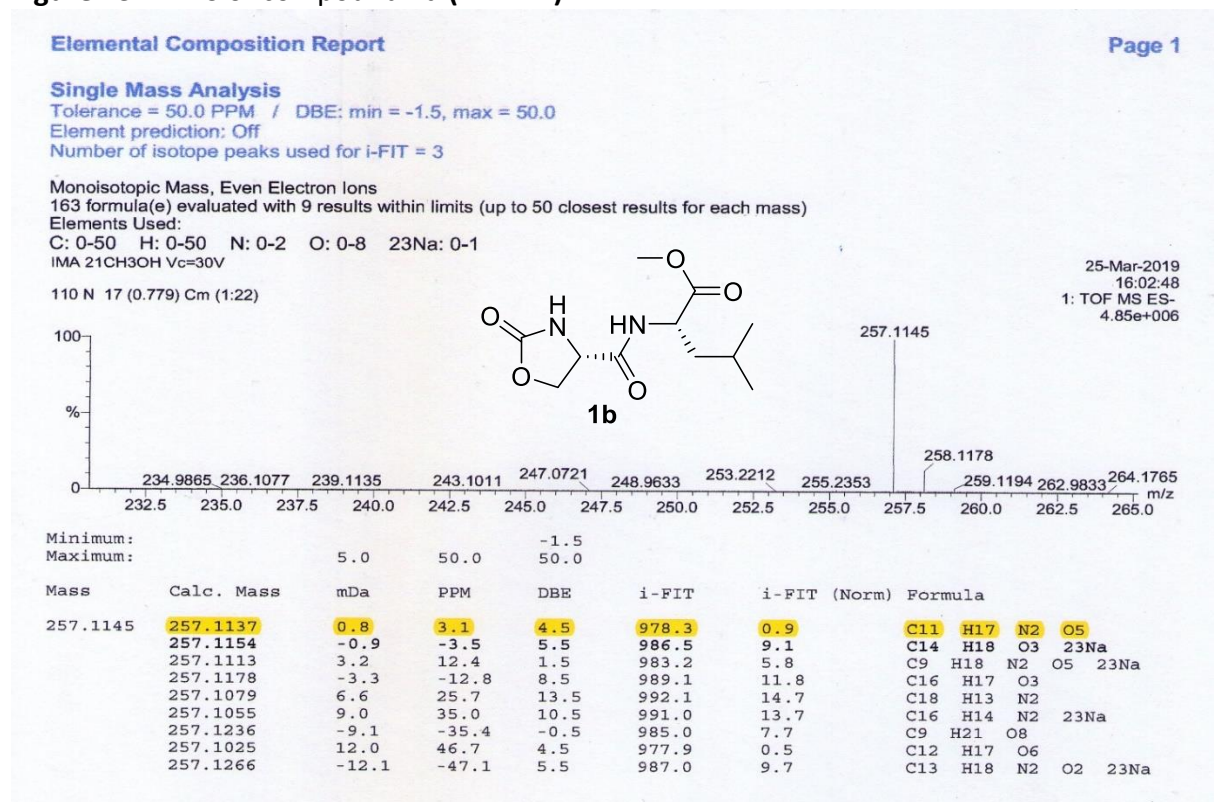 Elemental Composition Report Page 1
Single Mass Analysis
Tolerance = 50.0 PPM / DBE: min = -1.5, max = 50.0
Element prediction: Off
Number of isotope peaks used for i-FIT = 3
Monoisotopic Mass, Even Electron Ions
163 formula(e) evaluated with 9 results within limits (up to 50 closest results for each mass)
Elements Used:
C: 0-50 H: 0-50 N: 0-2 O: 0-8 23Na: 0-1
IMA 21CH3OH Vc=30V
110 N 17 (0.779) Cm (1:22)
25-Mar-2019
16:02:48
1: TOF MS ES-
4.85e+006
O
O
H
N
HN
O
O
O
1b
100
%
0
257.1145
258.1178
234.9865 236.1077 239.1135 243.1011 247.0721 248.9633 253.2212 255.2353 259.1194 262.9833 264.1765
m/z
232.5 235.0 237.5 240.0 242.5 245.0 247.5 250.0 252.5 255.0 257.5 260.0 262.5 265.0
Minimum: -1.5
Maximum: 5.0 50.0 50.0
Mass Calc. Mass mDa PPM DBE i-FIT i-FIT (Norm) Formula
257.1145 257.1137 0.8 3.1 4.5 978.3 0.9 C11 H17 N2 O5
257.1154 -0.9 -3.5 5.5 986.5 9.1 C14 H18 O3 23Na
257.1113 3.2 12.4 1.5 983.2 5.8 C9 H18 N2 O5 23Na
257.1178 -3.3 -12.8 8.5 989.1 11.8 C16 H17 O3
257.1079 6.6 25.7 13.5 992.1 14.7 C18 H13 N2
257.1055 9.0 35.0 10.5 991.0 13.7 C16 H14 N2 23Na
257.1236 -9.1 -35.4 -0.5 985.0 7.7 C9 H21 O8
257.1025 12.0 46.7 4.5 977.9 0.5 C12 H17 O6
257.1266 -12.1 -47.1 5.5 987.0 9.7 C13 H18 N2 O2 23Na